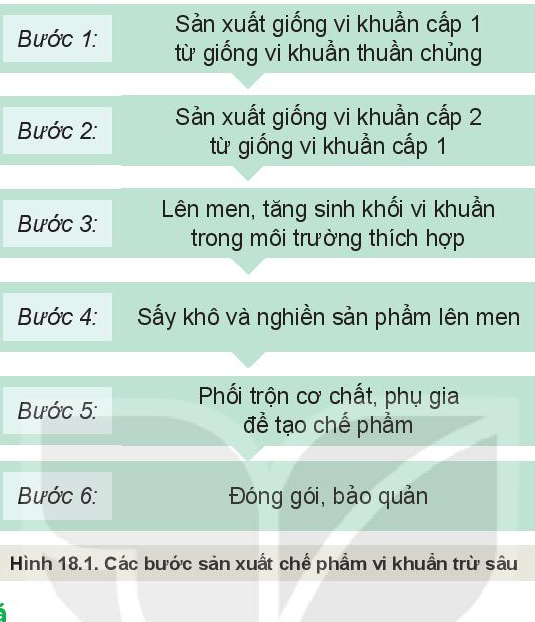 Bước 1:
Sản xuất giống vi khuẩn cấp 1
từ giống vi khuẩn thuần chủng
Bước 2:
Sản xuất giống vi khuẩn cấp 2
từ giống vi khuẩn cấp 1
Bước 3:
Lên men, tăng sinh khối vi khuẩn
trong môi trường thích hợp
Bước 4:
Sấy khô và nghiền sản phẩm lên men
Bước 5:
Phối trộn cơ chất, phụ gia
để tạo chế phẩm
Bước 6:
Đóng gói, bảo quản
Hình 18.1. Các bước sản xuất chế phẩm vi khuẩn trừ sâu